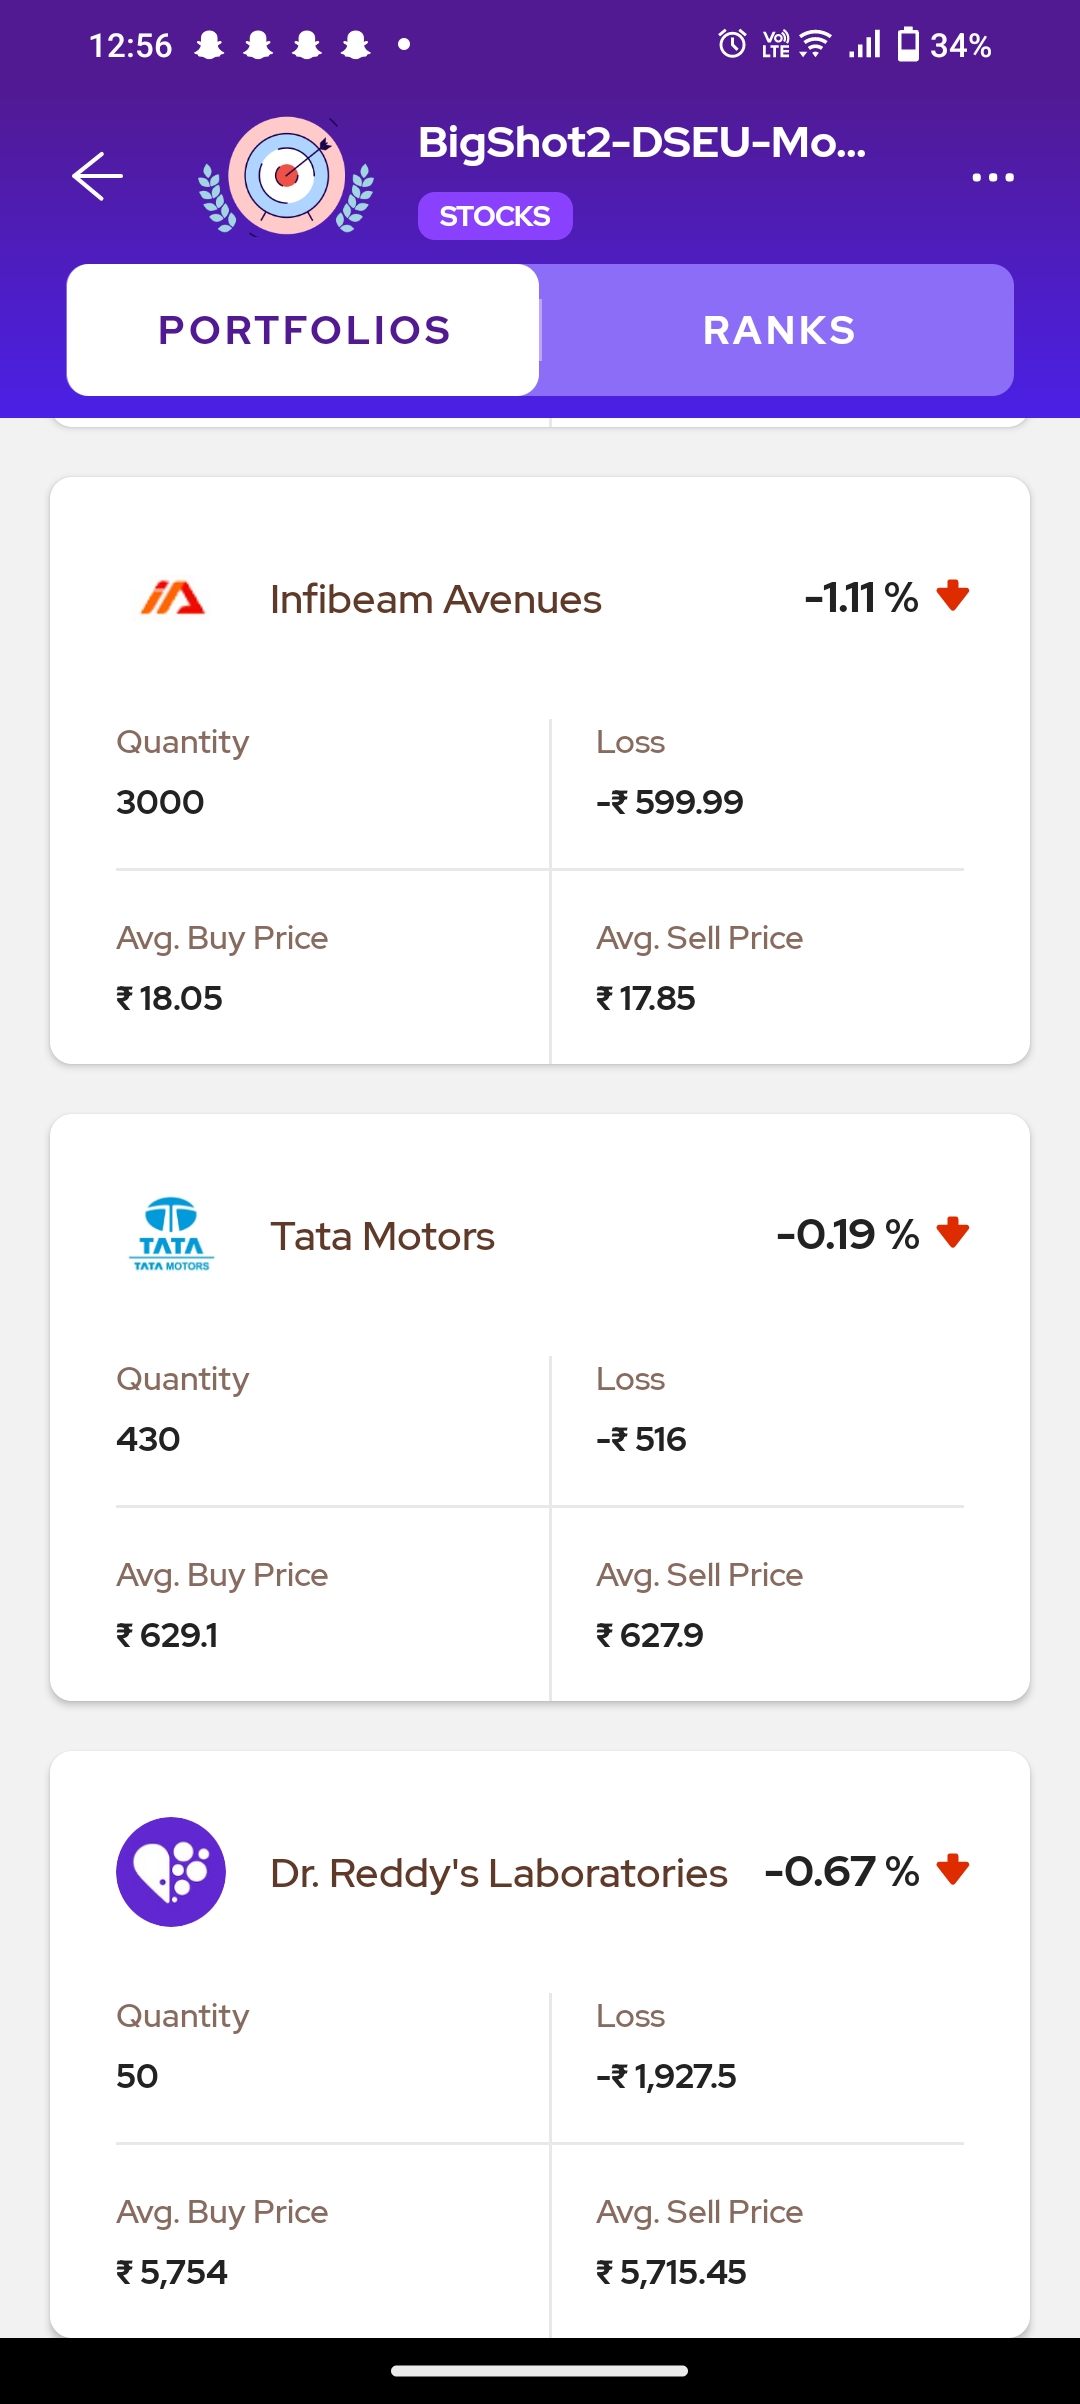 12:56
Vo)) LTE
34%
BigShot2-DSEU-Mo...
STOCKS
PORTFOLIOS
RANKS
Infibeam Avenues
-1.11 %
Quantity
Loss
3000
-₹ 599.99
Avg. Buy Price
Avg. Sell Price
₹ 18.05
₹ 17.85
TATA
TATA MOTORS
Tata Motors
-0.19 %
Quantity
Loss
430
-₹ 516
Avg. Buy Price
Avg. Sell Price
₹ 629.1
₹ 627.9
Dr. Reddy's Laboratories
-0.67 %
Quantity
Loss
50
-₹ 1,927.5
Avg. Buy Price
Avg. Sell Price
₹ 5,754
₹ 5,715.45